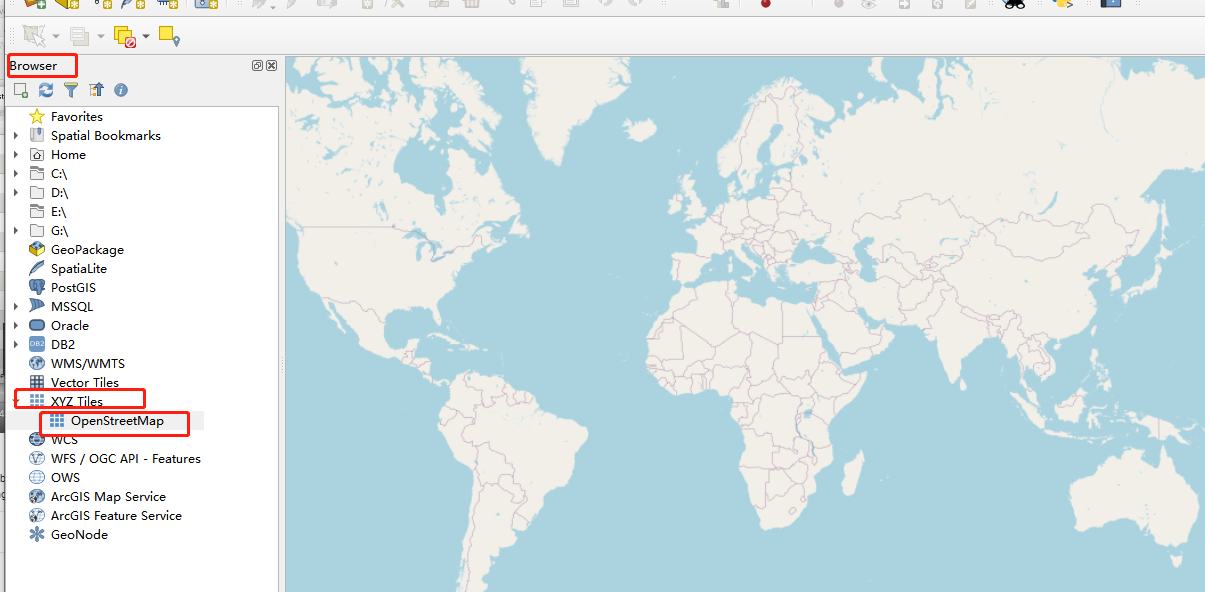 Browser
Favorites
Spatial Bookmarks
Home
C:\
D:\
E:\
G:\
GeoPackage
SpatiaLite
PostGIS
MSSQL
Oracle
DB2
DB2
WMS/WMTS
Vector Tiles
XYZ Tiles
OpenStreetMap
WCS
WFS / OGC API - Features
OWS
ArcGIS Map Service
ArcGIS Feature Service
GeoNode